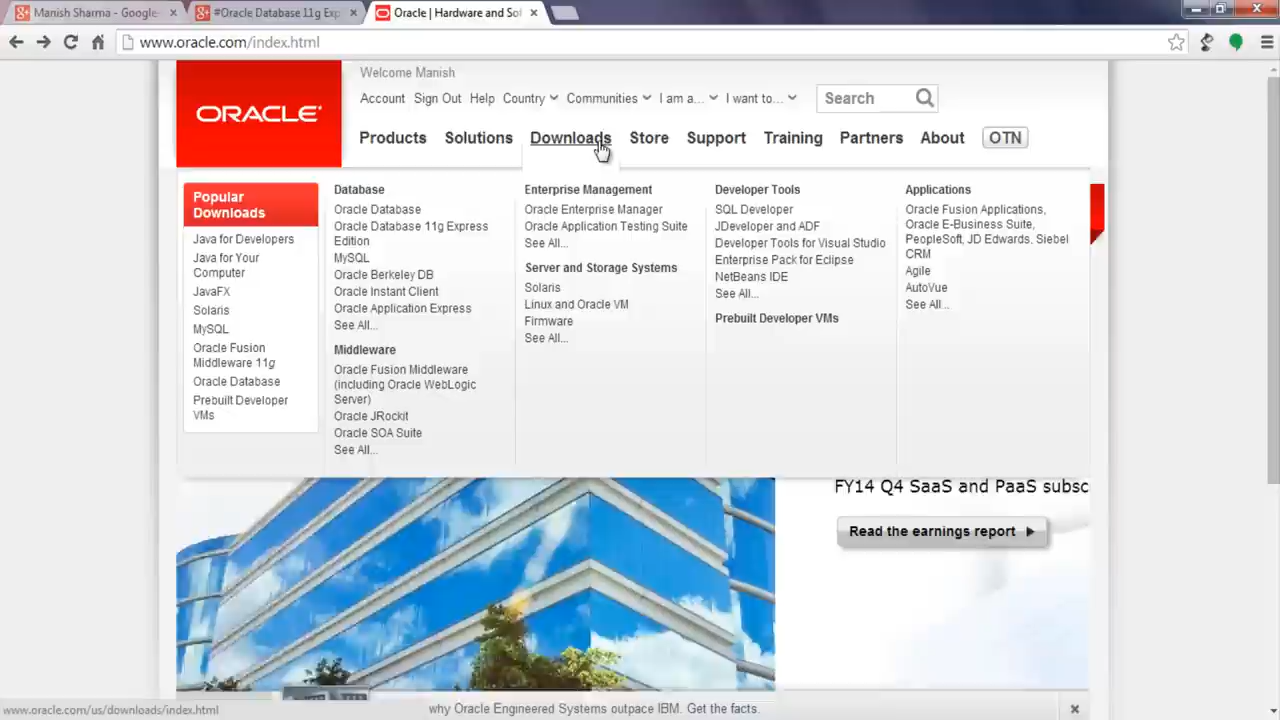 Manish Sharma - Google
#Oracle Database 11g Exp
Oracle | Hardware and Sof
www.oracle.com/index.html
ORACLE
Welcome Manish
Account Sign Out Help Country Communities I am a... I want to... Search
Products Solutions Downloads Store Support Training Partners About OTN
Popular
Downloads
Java for Developers
Java for Your
Computer
JavaFX
Solaris
MySQL
Oracle Fusion
Middleware 11g
Oracle Database
Prebuilt Developer
VMs
Database
Oracle Database
Oracle Database 11g Express
Edition
MySQL
Oracle Berkeley DB
Oracle Instant Client
Oracle Application Express
See All...
Middleware
Oracle Fusion Middleware
(including Oracle WebLogic
Server)
Oracle JRockit
Oracle SOA Suite
See All...
Enterprise Management
Oracle Enterprise Manager
Oracle Application Testing Suite
See All...
Server and Storage Systems
Solaris
Linux and Oracle VM
Firmware
See All...
Developer Tools
SQL Developer
JDeveloper and ADF
Developer Tools for Visual Studio
Enterprise Pack for Eclipse
NetBeans IDE
See All...
Prebuilt Developer VMs
Applications
Oracle Fusion Applications,
Oracle E-Business Suite,
PeopleSoft, JD Edwards, Siebel
CRM
Agile
AutoVue
See All...
FY14 Q4 SaaS and PaaS subsc
Read the earnings report
why Oracle Engineered Systems outpace IBM. Get the facts.
www.oracle.com/us/downloads/index.html